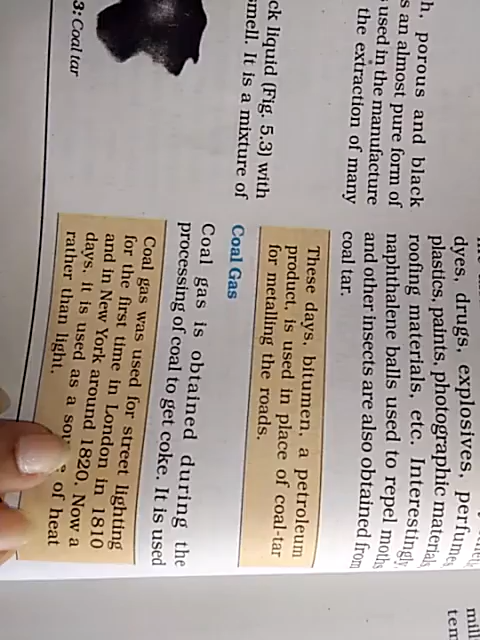 h, porous and black
s an almost pure form of
used in the manufacture
the extraction of many
ck liquid (Fig. 5.3) with
mell. It is a mixture of
3: Coal tar
dyes, drugs, explosives, perfumes
plastics, paints, photographic materials
roofing materials, etc. Interestingly
naphthalene balls used to repel moths
and other insects are also obtained from
coal tar.
These days, bitumen, a petroleum
product, is used in place of coal-tar
for metalling the roads.
Coal Gas
Coal gas is obtained during the
processing of coal to get coke. It is used
Coal gas was used for street lighting
for the first time in London in 1810
and in New York around 1820. Now a
days, it is used as a of heat
rather than light.
mill
ten